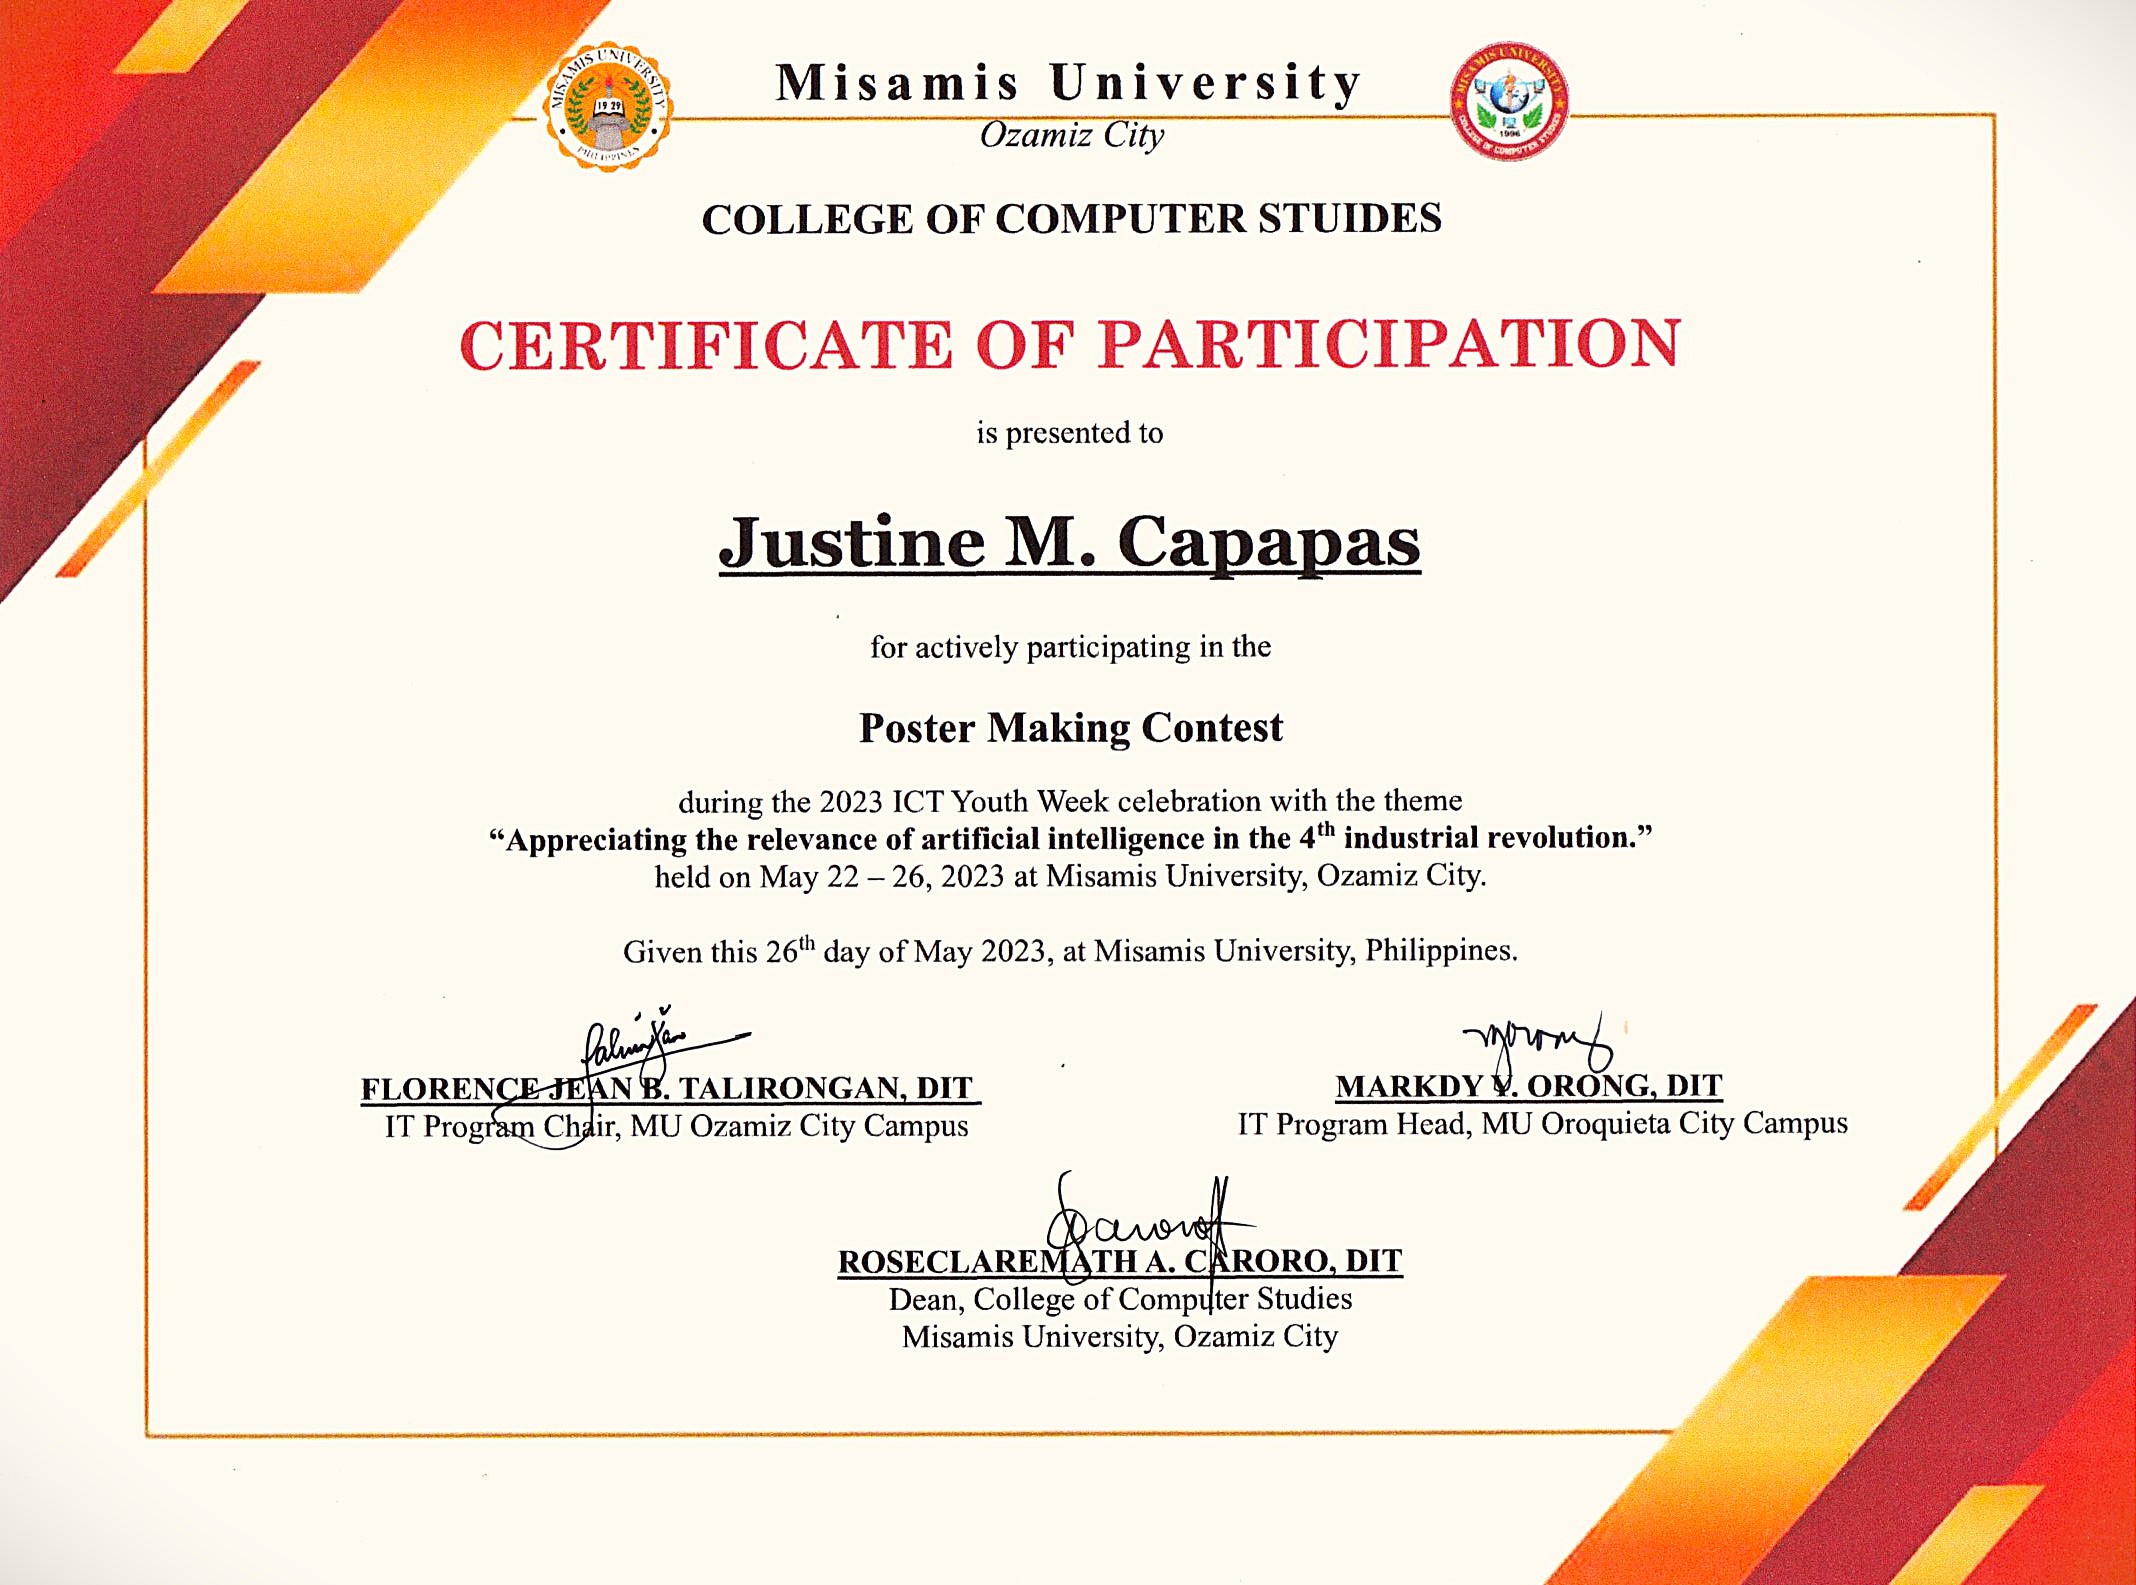 MISAMIS UNIVERSITY
19 29
PHILIPPINES
Misamis University
Ozamiz City
MISAMIS UNIVERSITY
1996
COLLEGE OF COMPUTER STUDIES
COLLEGE OF COMPUTER STUIDES
CERTIFICATE OF PARTICIPATION
is presented to
Justine M. Capapas
for actively participating in the
Poster Making Contest
during the 2023 ICT Youth Week celebration with the theme
“Appreciating the relevance of artificial intelligence in the 4th industrial revolution.”
held on May 22 – 26, 2023 at Misamis University, Ozamiz City.
Given this 26th day of May 2023, at Misamis University, Philippines.
FLORENCE JEAN B. TALIRONGAN, DIT
IT Program Chair, MU Ozamiz City Campus
MARKDY Y. ORONG, DIT
IT Program Head, MU Oroquieta City Campus
ROSECLAREMATH A. CARORO, DIT
Dean, College of Computer Studies
Misamis University, Ozamiz City